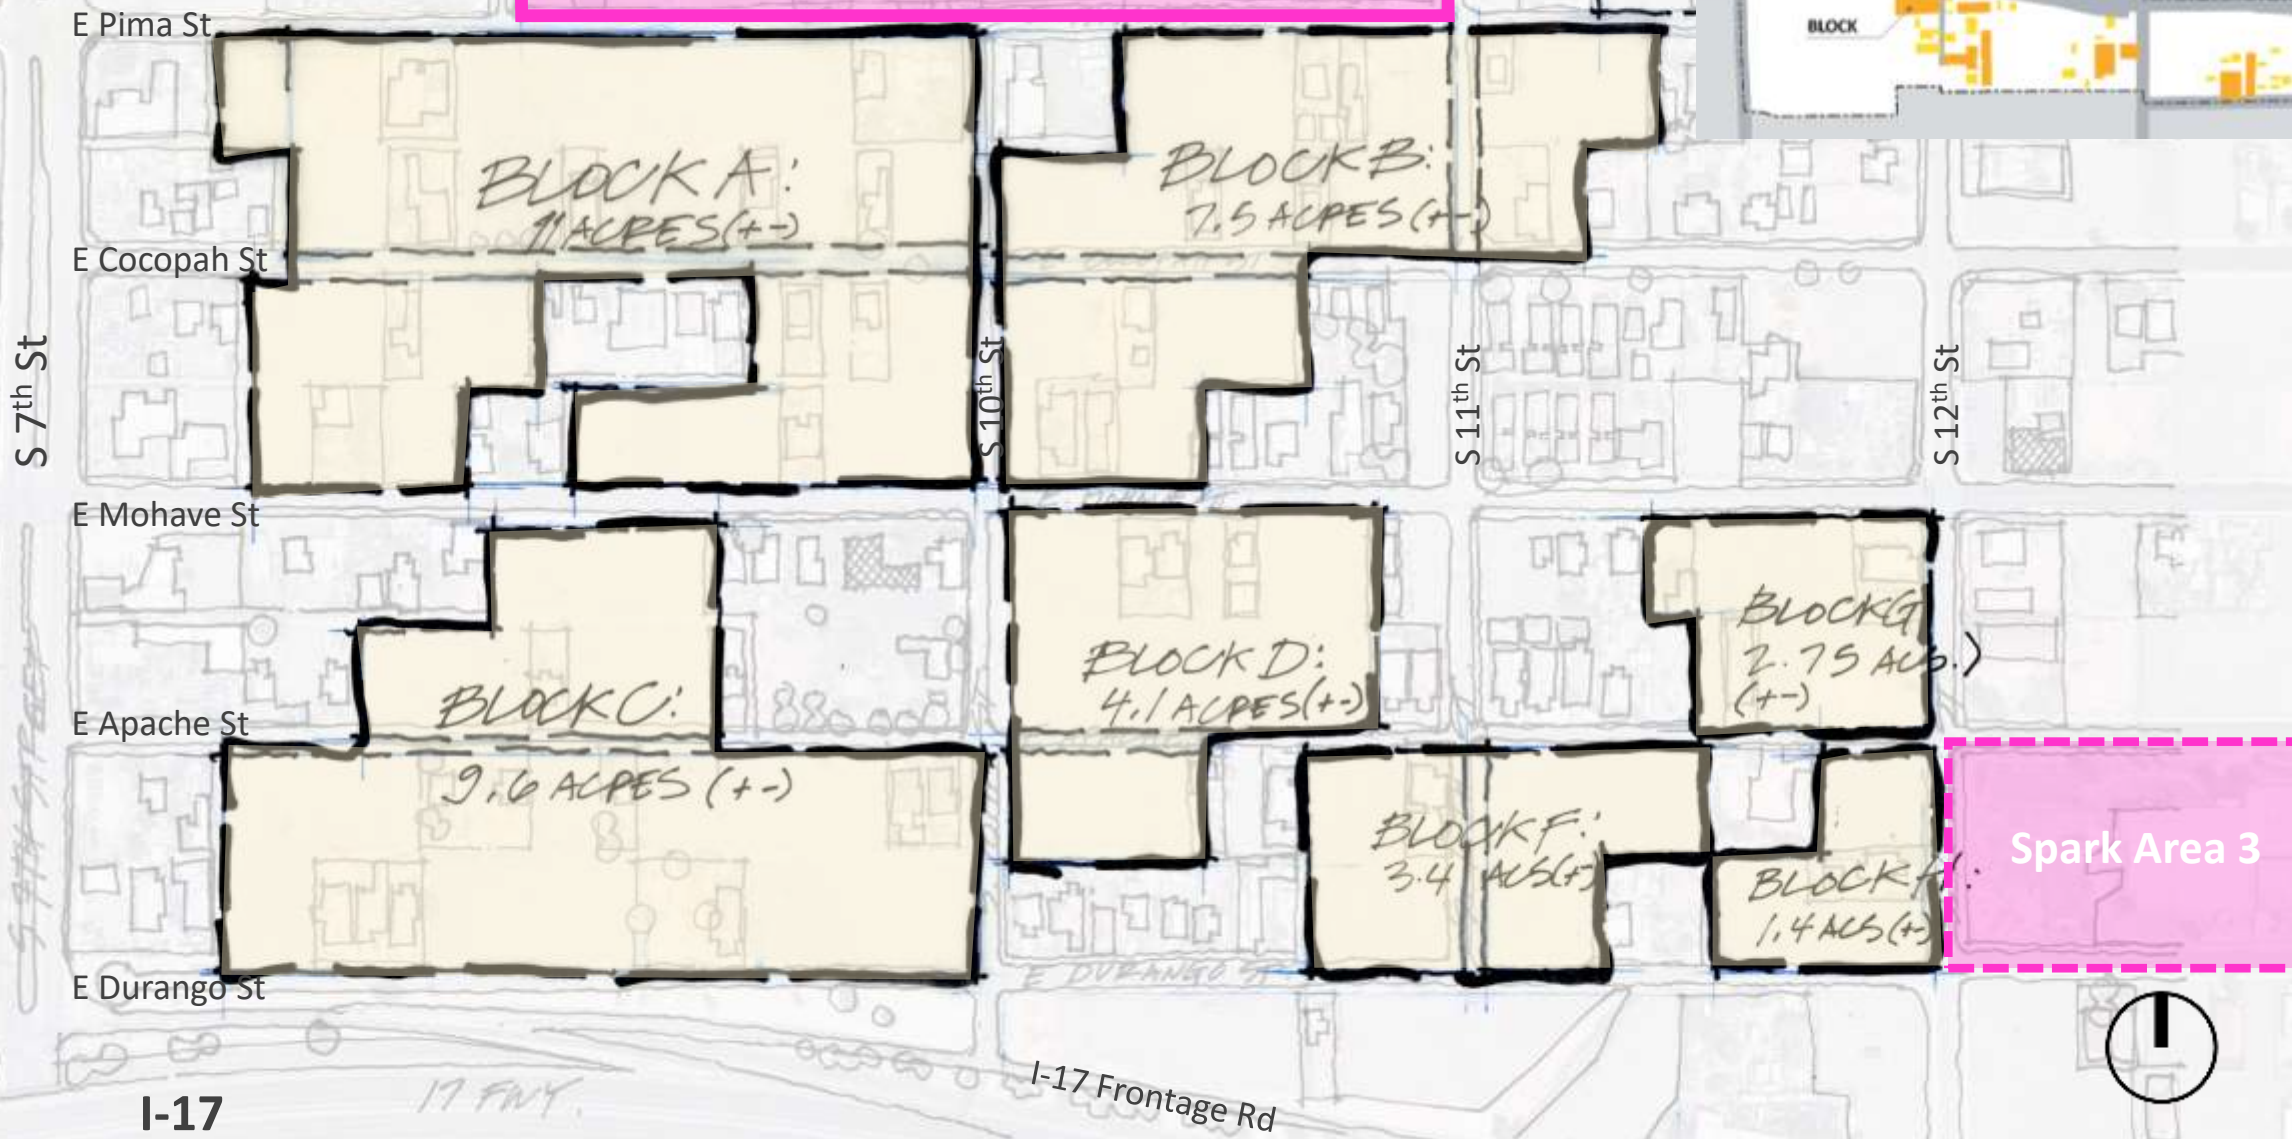 E Pima St
BLOCK
BLOCK A:
11 ACRES (+-)
BLOCK B:
7.5 ACRES (+-)
E Cocopah St
S 7th St
S 10th St
S 11th St
S 12th St
E Mohave St
E MOHAVE ST
BLOCK G
2.75 ACS.)
(+-)
BLOCK D:
4.1 ACRES (+-)
BLOCK C:
9.6 ACRES (+-)
E Apache St
BLOCK F:
3.4 ACS (+-)
BLOCK H:
1.4 ACS (+-)
Spark Area 3
E Durango St
E DURANGO ST
I-17
17 FWY.
I-17 Frontage Rd